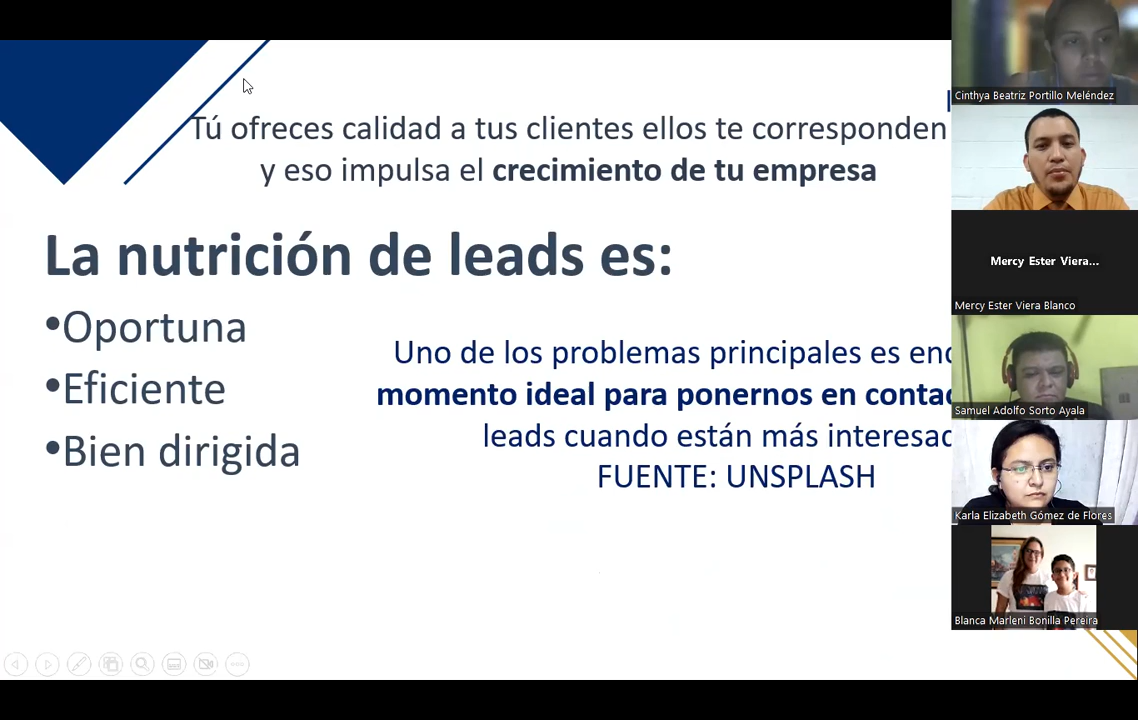 Tú ofreces calidad a tus clientes ellos te corresponden
y eso impulsa el crecimiento de tu empresa
La nutrición de leads es:
•Oportuna
•Eficiente
•Bien dirigida
Uno de los problemas principales es
momento ideal para ponernos en
leads cuando están más
FUENTE: UNSPLASH
Cinthya Beatriz Portillo Meléndez
Mercy Ester Viera...
Mercy Ester Viera Blanco
Samuel Adolfo Sorto Ayala
Karla Elizabeth Gómez de Flores
Blanca Marleni Bonilla Pereira